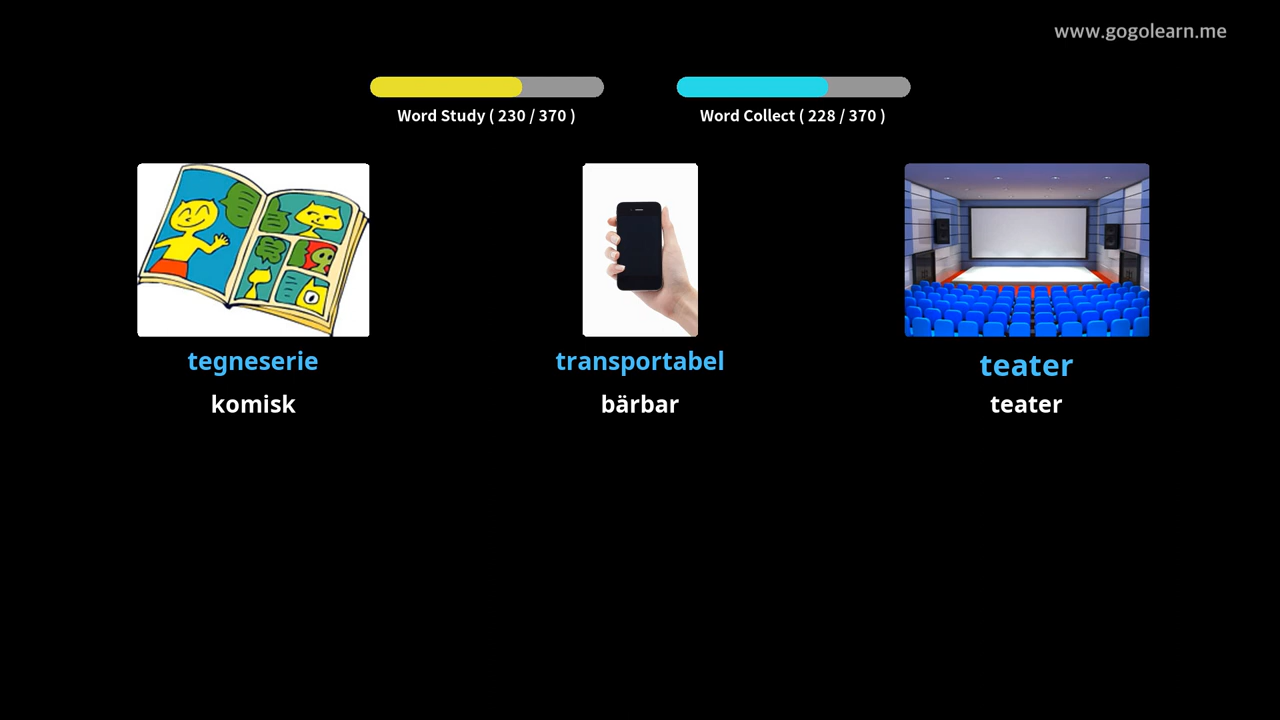 www.gogolearn.me
Word Study ( 230 / 370 )
Word Collect ( 228 / 370 )
tegneserie
transportabel
teater
komisk
bärbar
teater